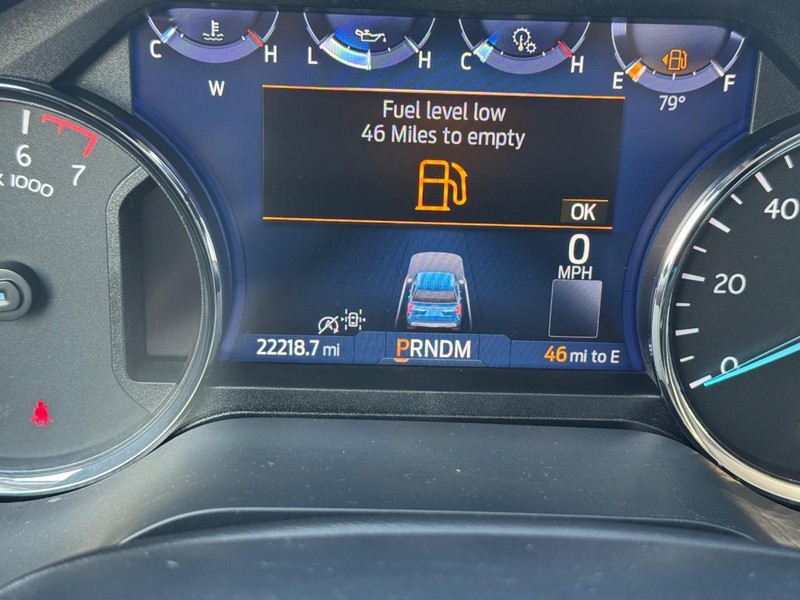 C H L H C H E F
W
79°
Fuel level low
46 Miles to empty
OK
6
7
x 1000
0
MPH
40
20
0
22218.7 mi
PRNDM
46 mi to E